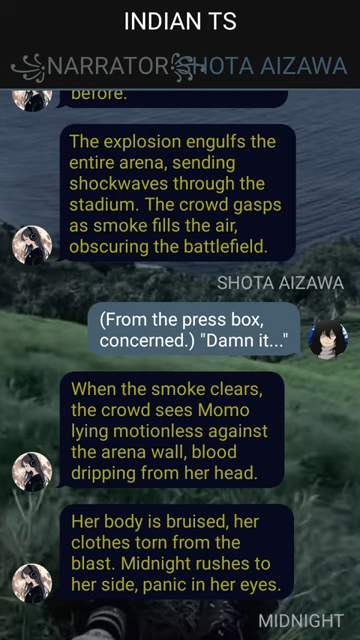 INDIAN TS
NARRATOR
SHOTA AIZAWA
before.
The explosion engulfs the
entire arena, sending
shockwaves through the
stadium. The crowd gasps
as smoke fills the air,
obscuring the battlefield.
SHOTA AIZAWA
(From the press box,
concerned.) "Damn it..."
When the smoke clears,
the crowd sees Momo
lying motionless against
the arena wall, blood
dripping from her head.
Her body is bruised, her
clothes torn from the
blast. Midnight rushes to
her side, panic in her eyes.
MIDNIGHT